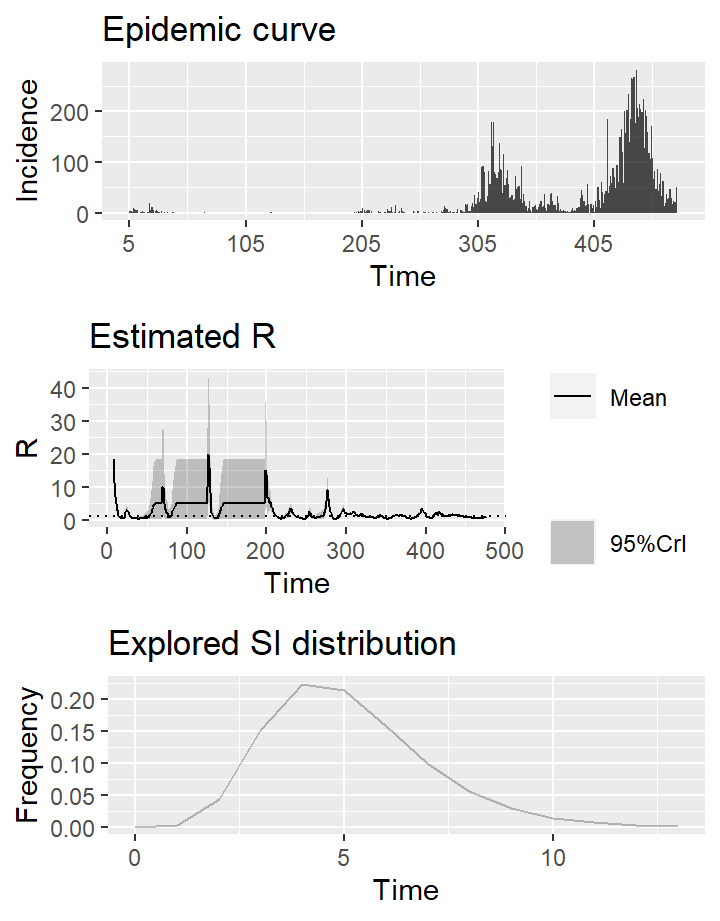 Epidemic curve
Incidence
200
100
0
5 105 205 305 405
Time
Estimated R
R
40
30
20
10
0
0 100 200 300 400 500
Time
Mean
95%CrI
Explored SI distribution
Frequency
0.20
0.15
0.10
0.05
0.00
0 5 10
Time